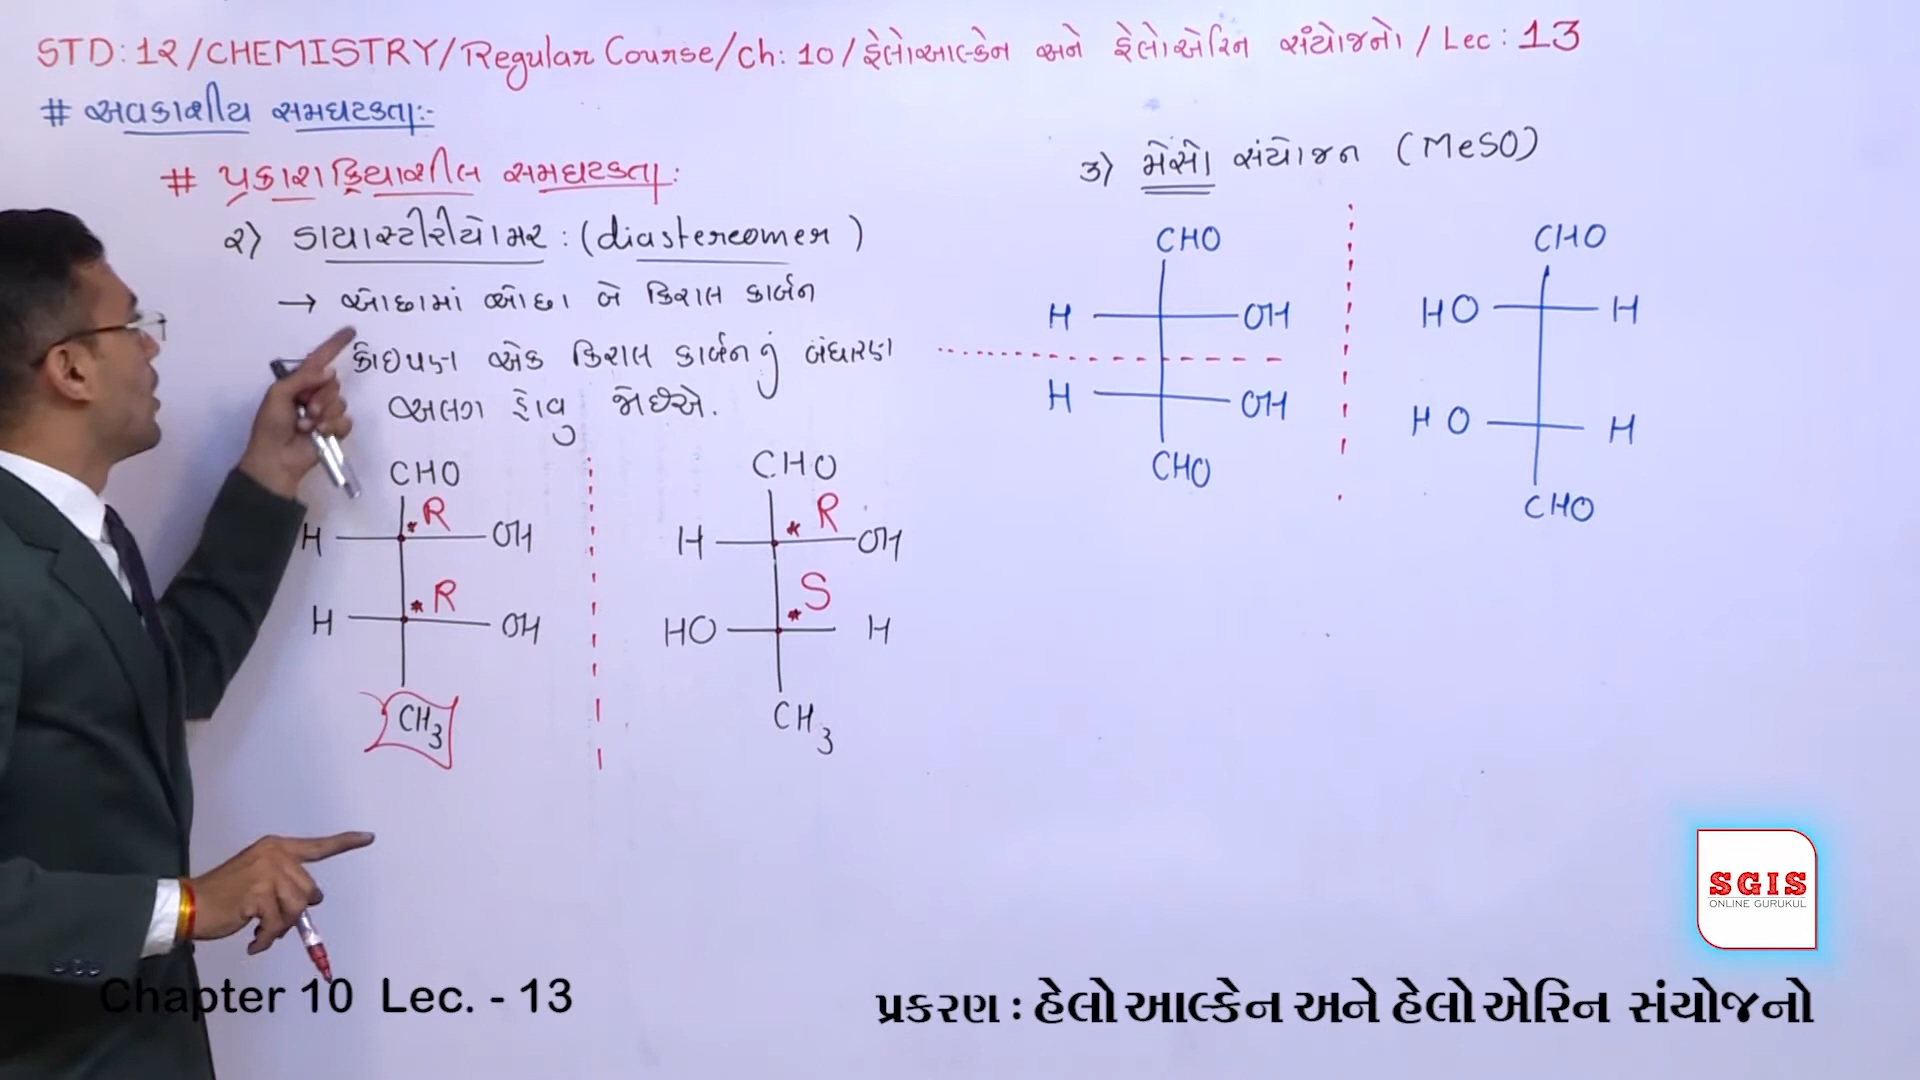 STD: 12/CHEMISTRY/Regular Course/Ch: 10/હેલોઆલ્કેન અને હેલોએરિન સંયોજનો / Lec: 13
# અવકાશીય સમઘટકતા:-
# પ્રકાશક્રિયાશીલ સમઘટકતા:
૨) ડાયાસ્ટીરીયોમર : (diastereomer)
→ ઓછામાં ઓછા બે કિરાલ કાર્બન
કોઇપણ એક કિરાલ કાર્બનનું બંધારણ
અલગ હોવુ જોઇએ.
CHO
R
H OH
R
H OH
CH3
CHO
R
H OH
S
HO H
CH3
૩) મેસો સંયોજન (MeSO)
CHO
H OH
H OH
CHO
CHO
HO H
HO H
CHO
SGIS
ONLINE GURUKUL
Chapter 10 Lec. - 13
પ્રકરણ : હેલોઆલ્કેન અને હેલોએરિન સંયોજનો